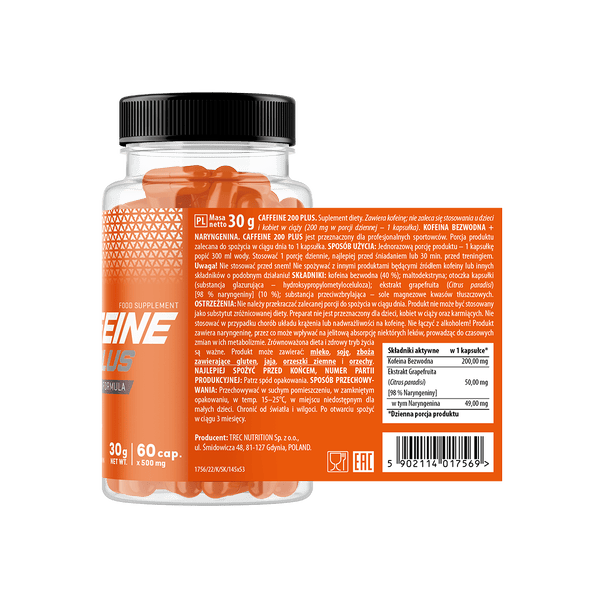 FOOD SUPPLEMENT
EINE
LUS
FORMULA
30g
NET WT.
60 cap.
x 500 mg
PL Masa netto 30 g CAFFEINE 200 PLUS. Suplement diety. Zawiera kofeinę; nie zaleca się stosowania u dzieci
i kobiet w ciąży (200 mg w porcji dziennej – 1 kapsułka). KOFEINA BEZWODNA +
NARYNGENINA. CAFFEINE 200 PLUS jest przeznaczony dla profesjonalnych sportowców. Porcja produktu
zalecana do spożycia w ciągu dnia to 1 kapsułka. SPOSÓB UŻYCIA: Jednorazową porcję produktu – 1 kapsułkę
popić 300 ml wody. Stosować 1 porcję dziennie, najlepiej przed śniadaniem lub 30 min. przed treningiem.
Uwaga! Nie stosować przed snem! Nie spożywać z innymi produktami będącymi źródłem kofeiny lub innych
składników o podobnym działaniu! SKŁADNIKI: kofeina bezwodna (40 %); maltodekstryna; otoczka kapsułki
(substancja glazurująca – hydroksypropylometyloceluloza); ekstrakt grapefruita (Citrus paradisi)
[98 % naryngeniny] (10 %); substancja przeciwzbrylająca – sole magnezowe kwasów tłuszczowych.
OSTRZEŻENIA: Nie należy przekraczać zalecanej porcji do spożycia w ciągu dnia. Produkt nie może być stosowany
jako substytut zróżnicowanej diety. Preparat nie jest przeznaczony dla dzieci, kobiet w ciąży oraz karmiących. Nie
stosować w przypadku chorób układu krążenia lub nadwrażliwości na kofeinę. Nie łączyć z alkoholem! Produkt
zawiera naryngeninę, przez co może wpływać na poziom lub aktywność niektórych leków, prowadząc do groźnych
zmian w ich metabolizmie. Zrównoważona dieta i zdrowy tryb życia
są ważne. Produkt może zawierać: mleko, soję, zboża
zawierające gluten, jaja, orzeszki ziemne i orzechy.
NAJLEPIEJ SPOŻYĆ PRZED KOŃCEM, NUMER PARTII
PRODUKCYJNEJ: Patrz spód opakowania. SPOSÓB PRZECHOWY-
WANIA: Przechowywać w suchym pomieszczeniu, w zamkniętym
opakowaniu, w temp. 15–25°C, w miejscu niedostępnym dla
małych dzieci. Chronić od światła i wilgoci. Po otwarciu spożyć
w ciągu 3 miesięcy.
Składniki aktywne w 1 kapsułce*
Kofeina Bezwodna 200,00 mg
Ekstrakt Grapefruita
(Citrus paradisi) 50,00 mg
[98 % Naryngeniny]
w tym Naryngenina 49,00 mg
*Dzienna porcja produktu
Producent: TREC NUTRITION Sp. z o.o.,
ul. Śmidowicza 48, 81-127 Gdynia, POLAND.
1756/22/K/SK/145x53
EAC
5 902114 017569 >